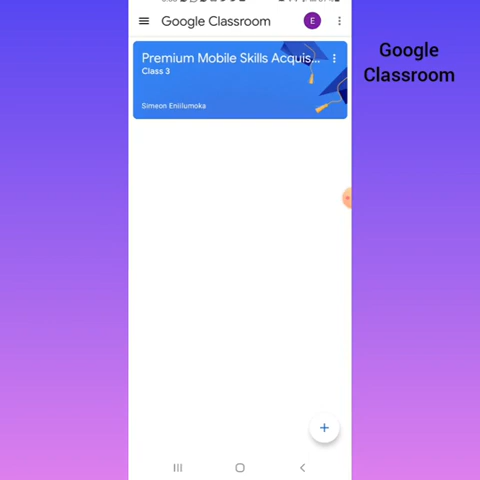 Google Classroom
E
Premium Mobile Skills Acquis...
Class 3
Simeon Eniilumoka
Google
Classroom